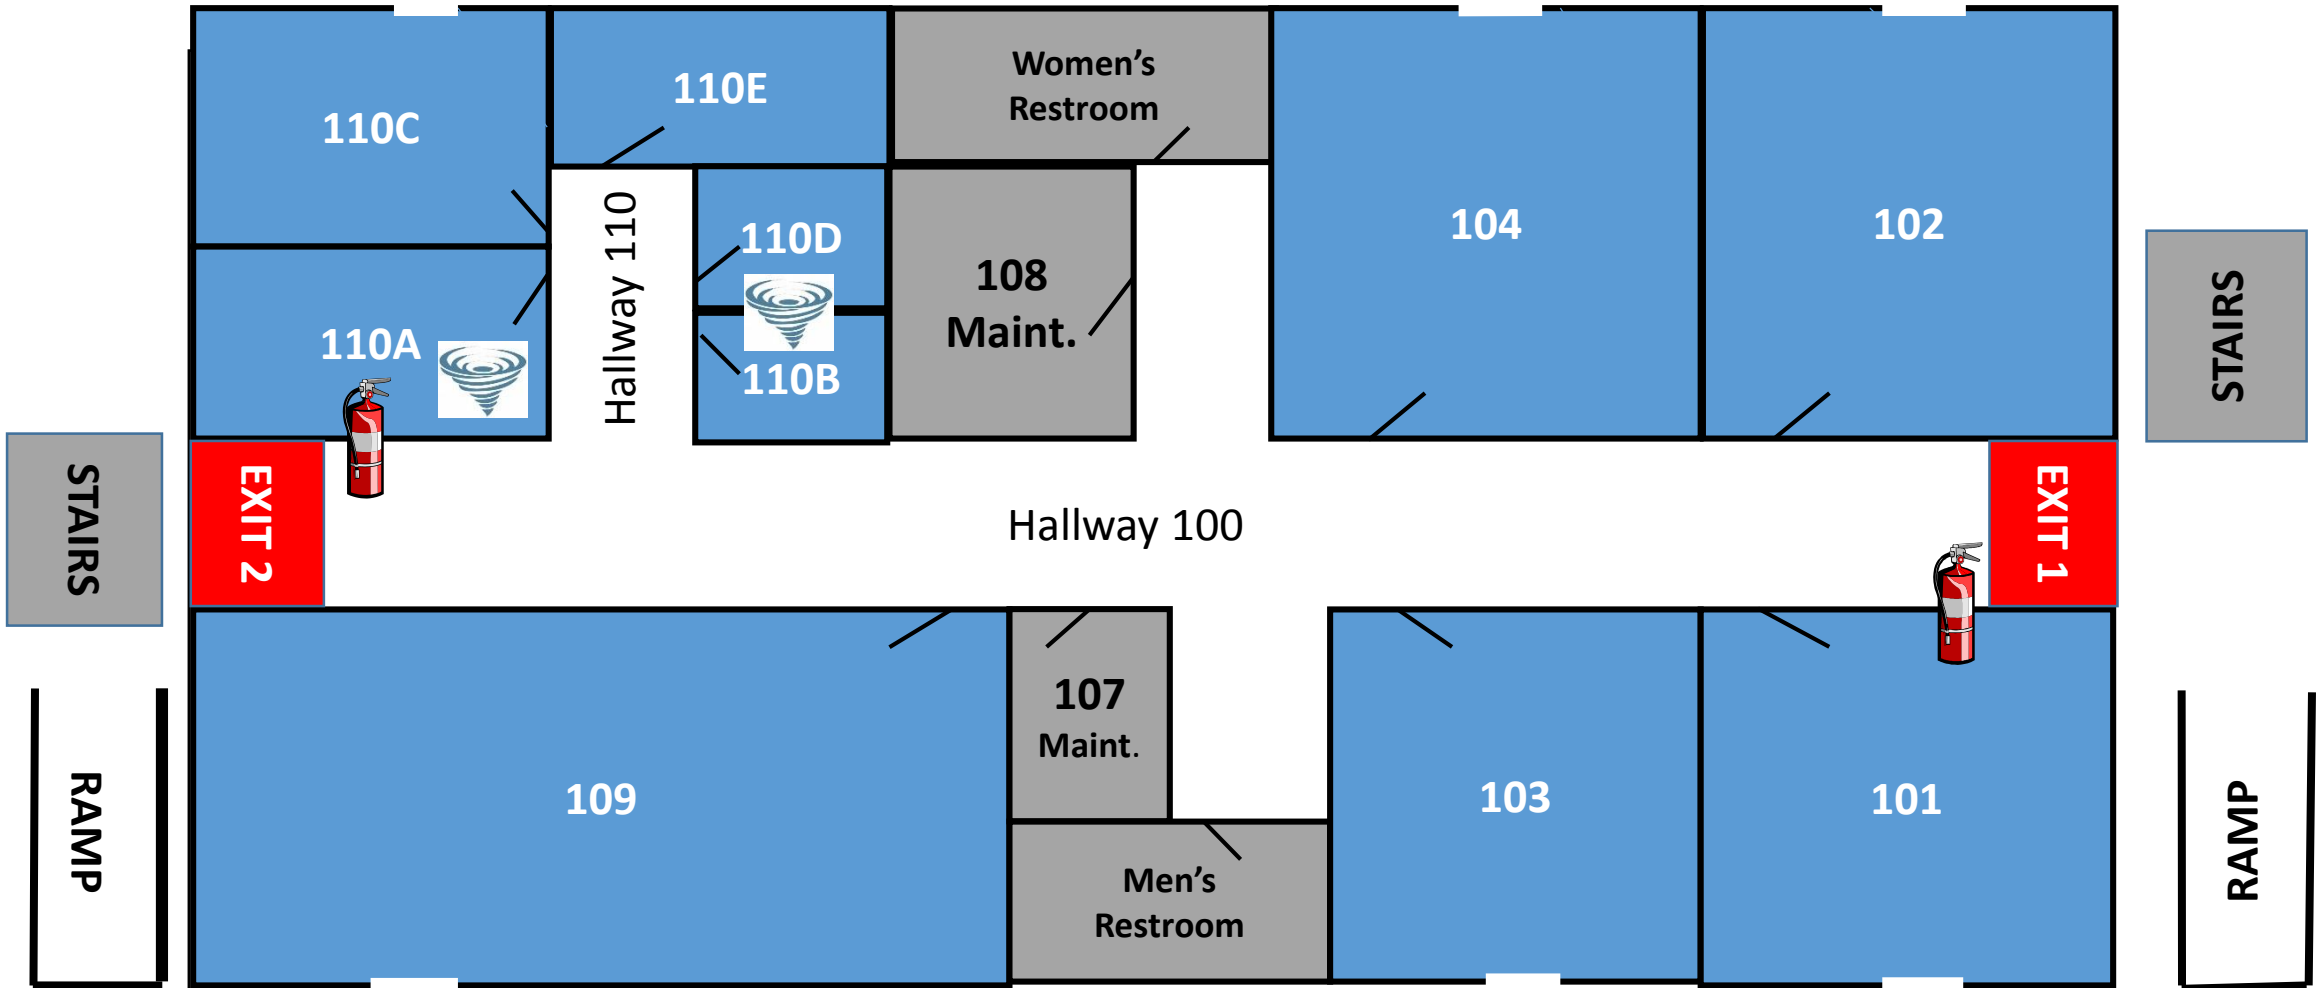 Women's
Restroom
110E
110C
104
102
Hallway 110
110D
108
Maint.
110A
110B
STAIRS
STAIRS
EXIT 2
Hallway 100
EXIT 1
107
Maint.
109
103
101
RAMP
RAMP
Men's
Restroom